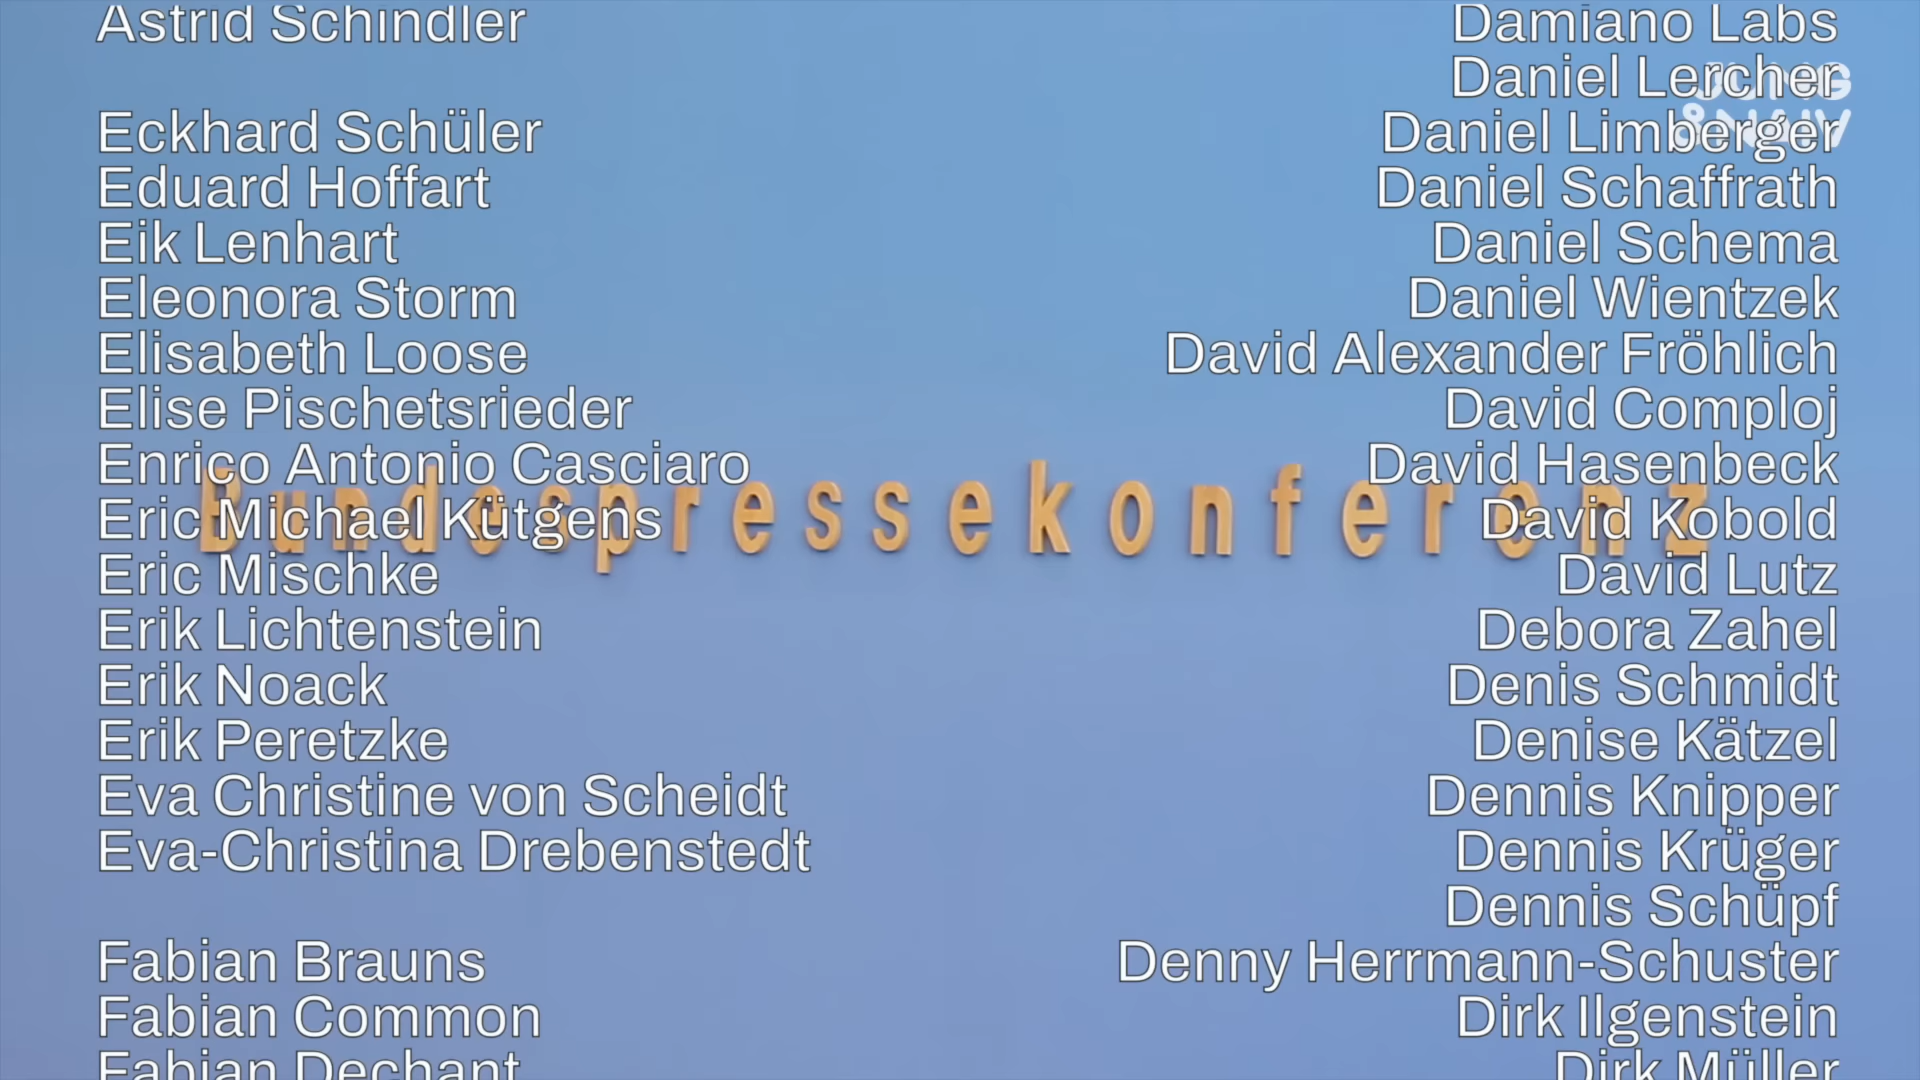 Astrid Schindler
Eckhard Schüler
Eduard Hoffart
Eik Lenhart
Eleonora Storm
Elisabeth Loose
Elise Pischetsrieder
Enrico Antonio Casciaro
Eric Michael Kütgens
Eric Mischke
Erik Lichtenstein
Erik Noack
Erik Peretzke
Eva Christine von Scheidt
Eva-Christina Drebenstedt
Fabian Brauns
Fabian Common
Fabian Dechant
Damiano Labs
Daniel Lercher
Daniel Limberger
Daniel Schaffrath
Daniel Schema
Daniel Wientzek
David Alexander Fröhlich
David Comploj
David Hasenbeck
David Kobold
David Lutz
Debora Zahel
Denis Schmidt
Denise Kätzel
Dennis Knipper
Dennis Krüger
Dennis Schüpf
Denny Herrmann-Schuster
Dirk Ilgenstein
Dirk Müller
Bundespressekonferenz
JUNG
&NAIV